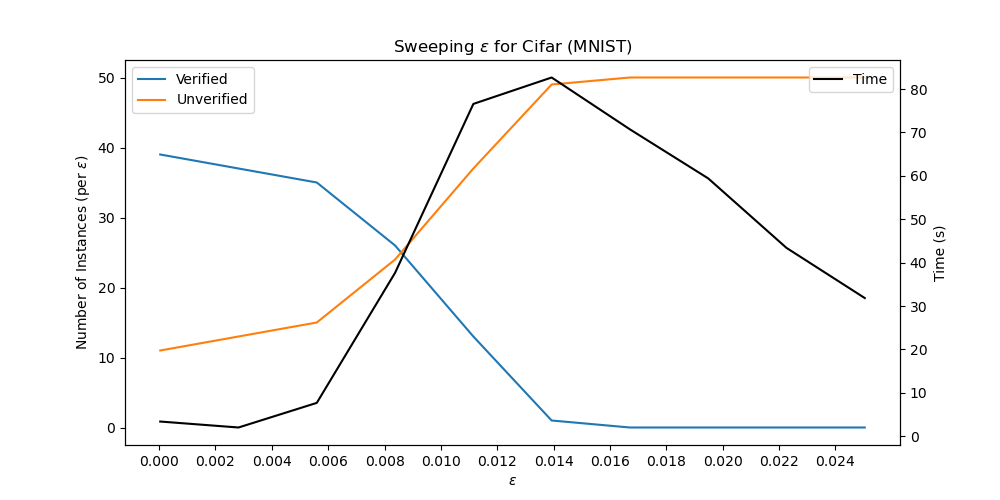 Sweeping ε for Cifar (MNIST)
Verified
Unverified
Time
Number of Instances (per ε)
50
40
30
20
10
0
Time (s)
80
70
60
50
40
30
20
10
0
0.000 0.002 0.004 0.006 0.008 0.010 0.012 0.014 0.016 0.018 0.020 0.022 0.024
ε